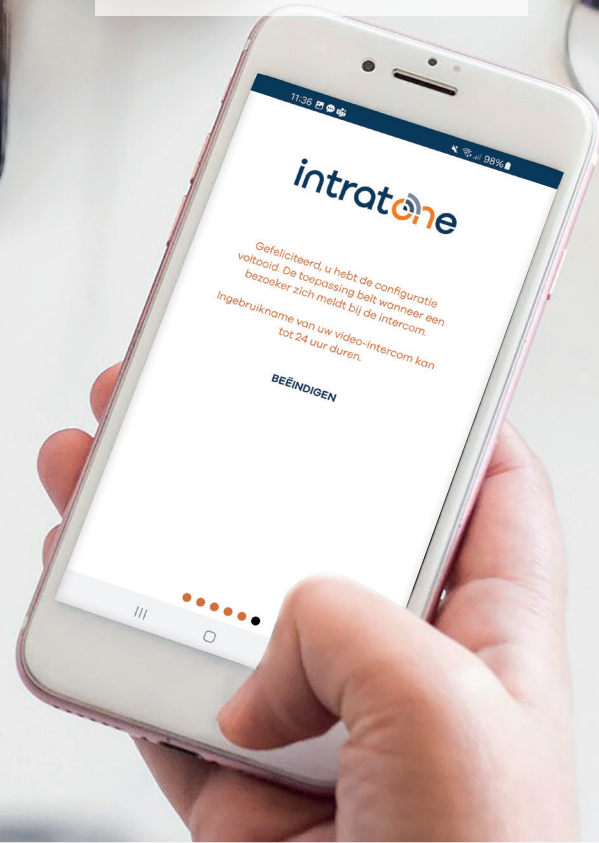 11:36
98%
intratone
Gefeliciteerd, u hebt de configuratie
voltooid. De toepassing belt wanneer een
bezoeker zich meldt bij de intercom.
Ingebruikname van uw video-intercom kan
tot 24 uur duren.
BEËINDIGEN